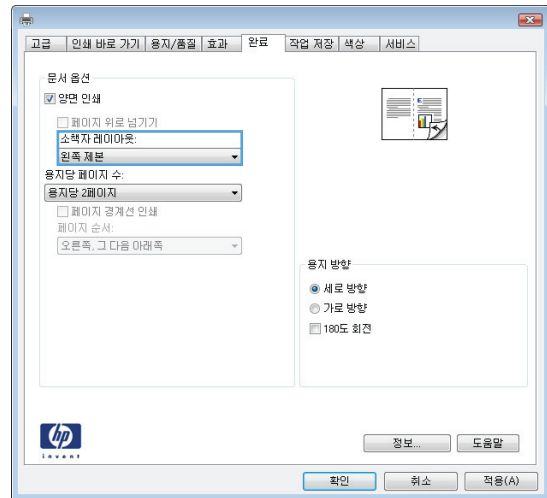 고급 인쇄 바로 가기 용지/품질 효과 완료 작업 저장 색상 서비스
문서 옵션
양면 인쇄
페이지 위로 넘기기
소책자 레이아웃:
왼쪽 제본
용지당 페이지 수:
용지당 2페이지
페이지 경계선 인쇄
페이지 순서:
오른쪽, 그 다음 아래쪽
용지 방향
세로 방향
가로 방향
180도 회전
hp
invent
정보... 도움말
확인 취소 적용(A)